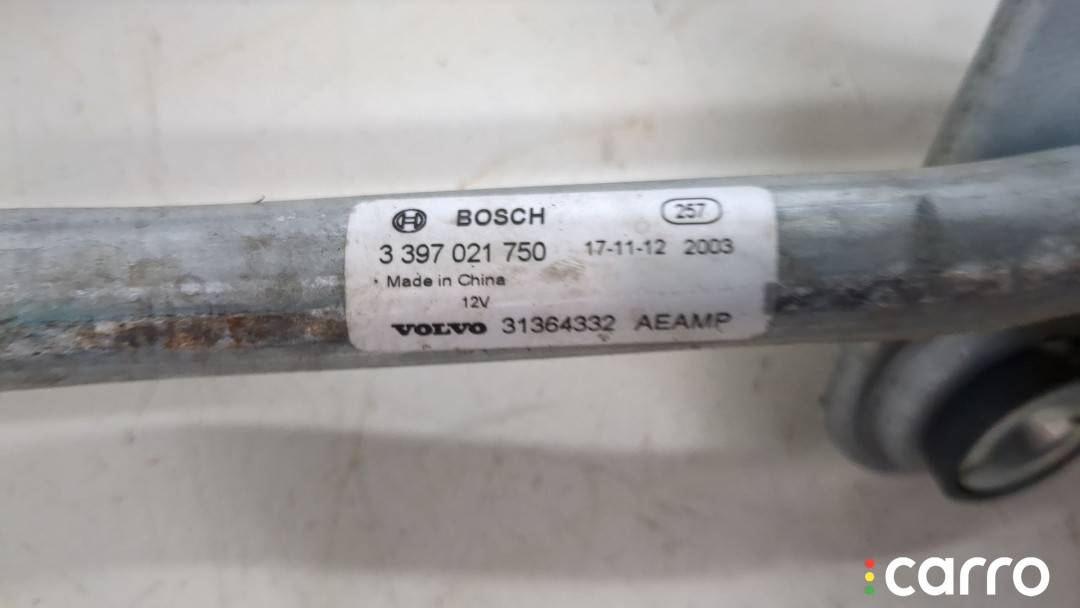 BOSCH 257
3 397 021 750 17-11-12 2003
Made in China
12V
VOLVO 31364332 AEAMP
carro